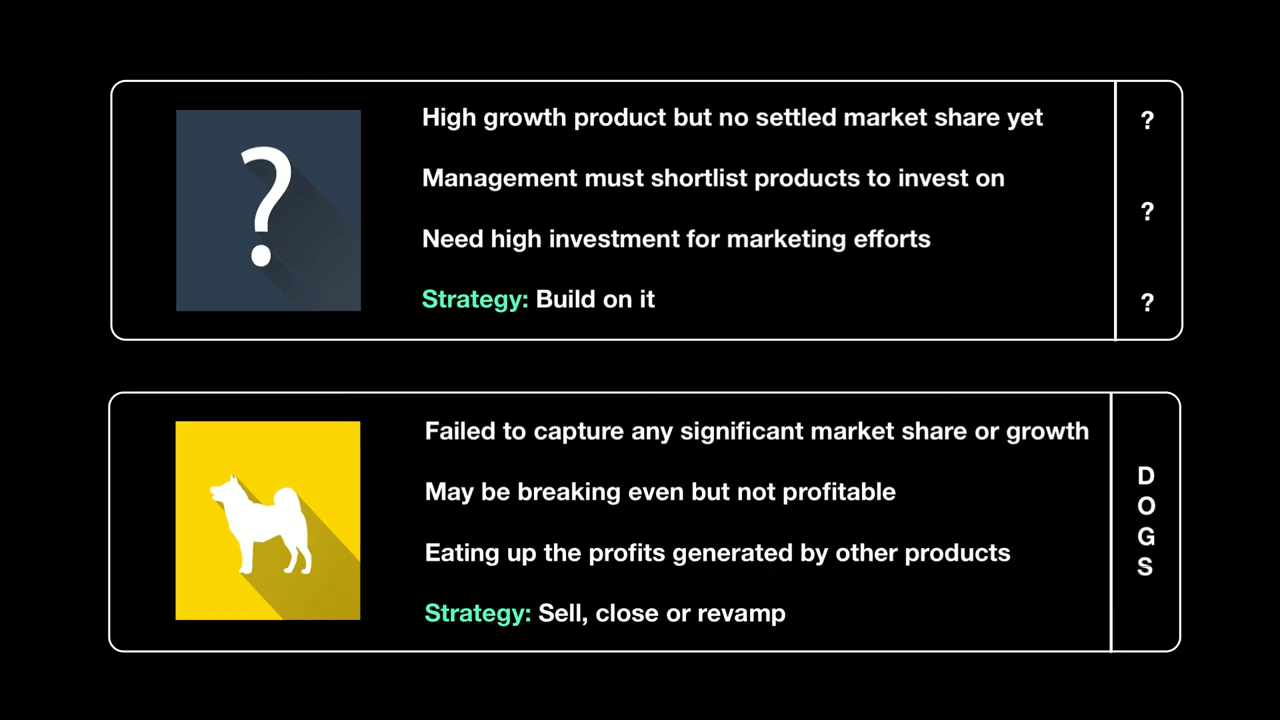 ?
High growth product but no settled market share yet
Management must shortlist products to invest on
Need high investment for marketing efforts
Strategy: Build on it
?
?
?
Failed to capture any significant market share or growth
May be breaking even but not profitable
Eating up the profits generated by other products
Strategy: Sell, close or revamp
D
O
G
S